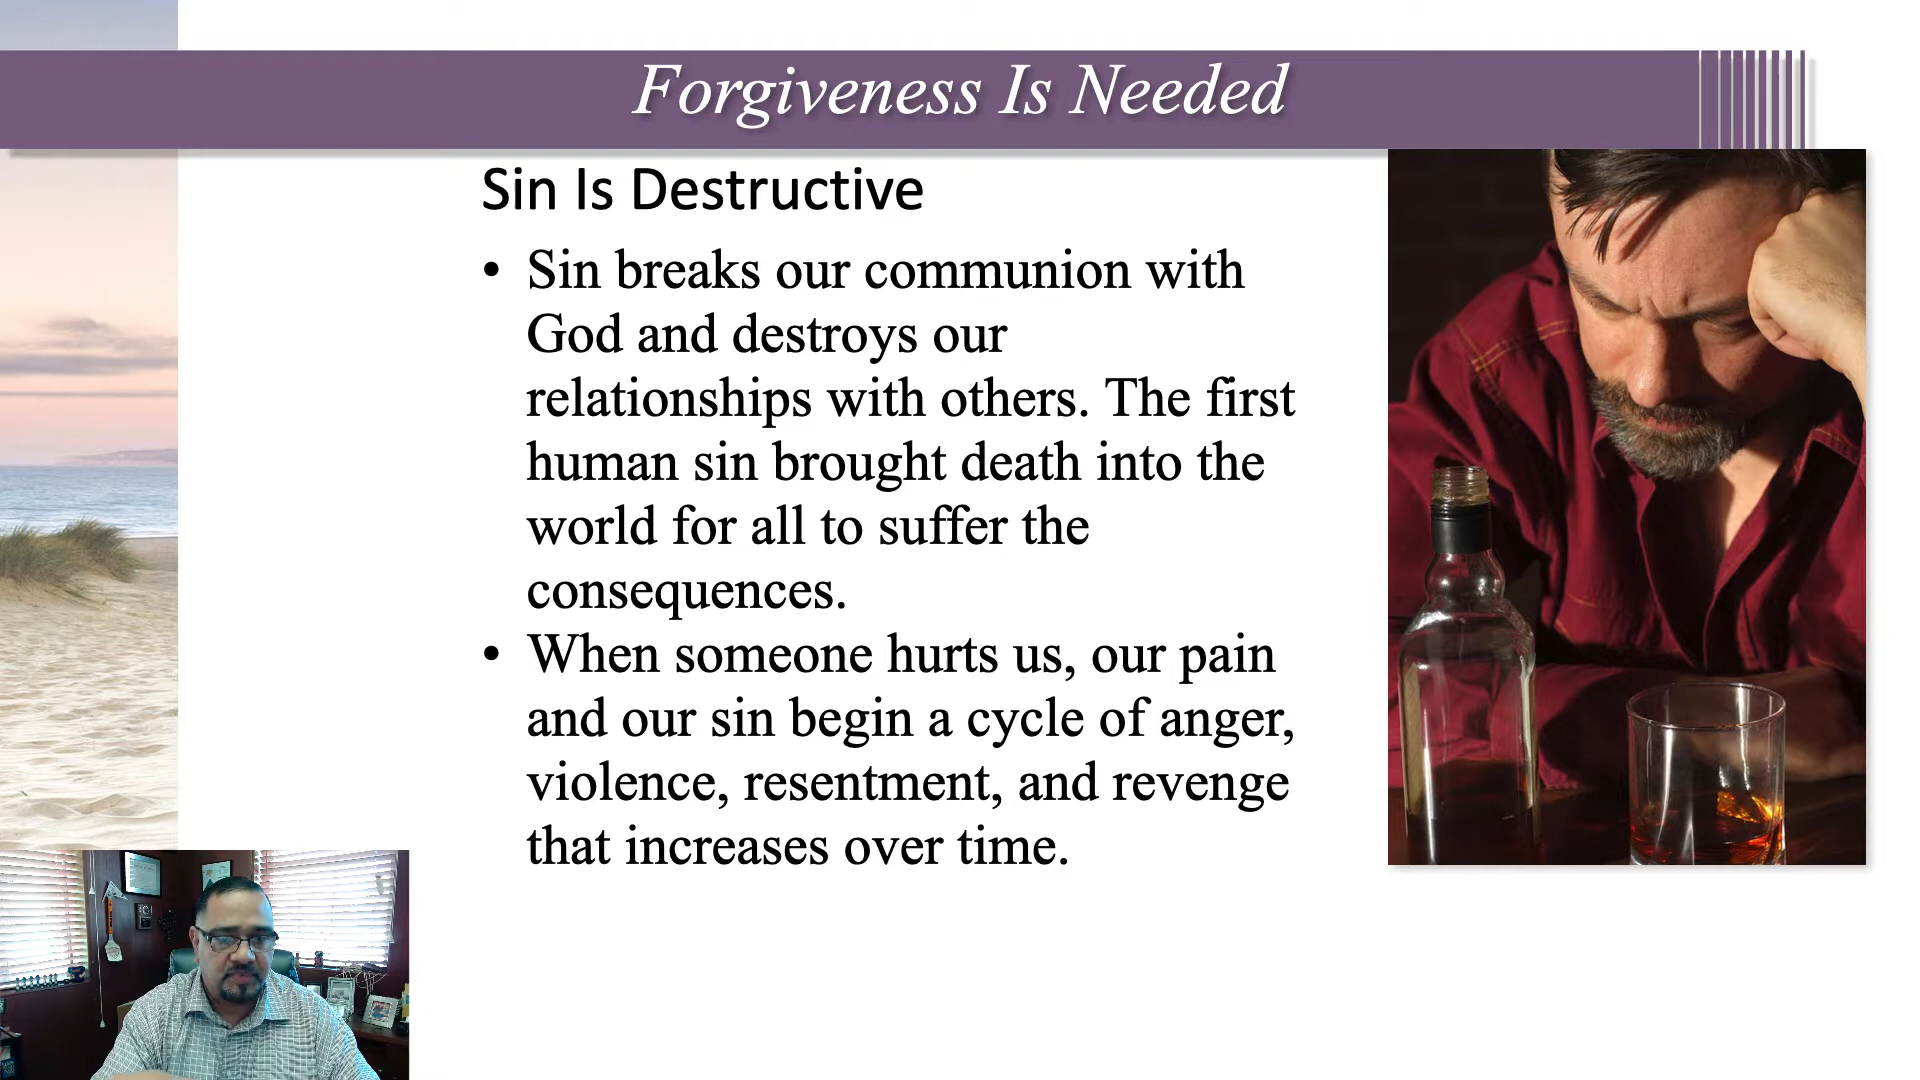 Forgiveness Is Needed
Sin Is Destructive
• Sin breaks our communion with
God and destroys our
relationships with others. The first
human sin brought death into the
world for all to suffer the
consequences.
• When someone hurts us, our pain
and our sin begin a cycle of anger,
violence, resentment, and revenge
that increases over time.